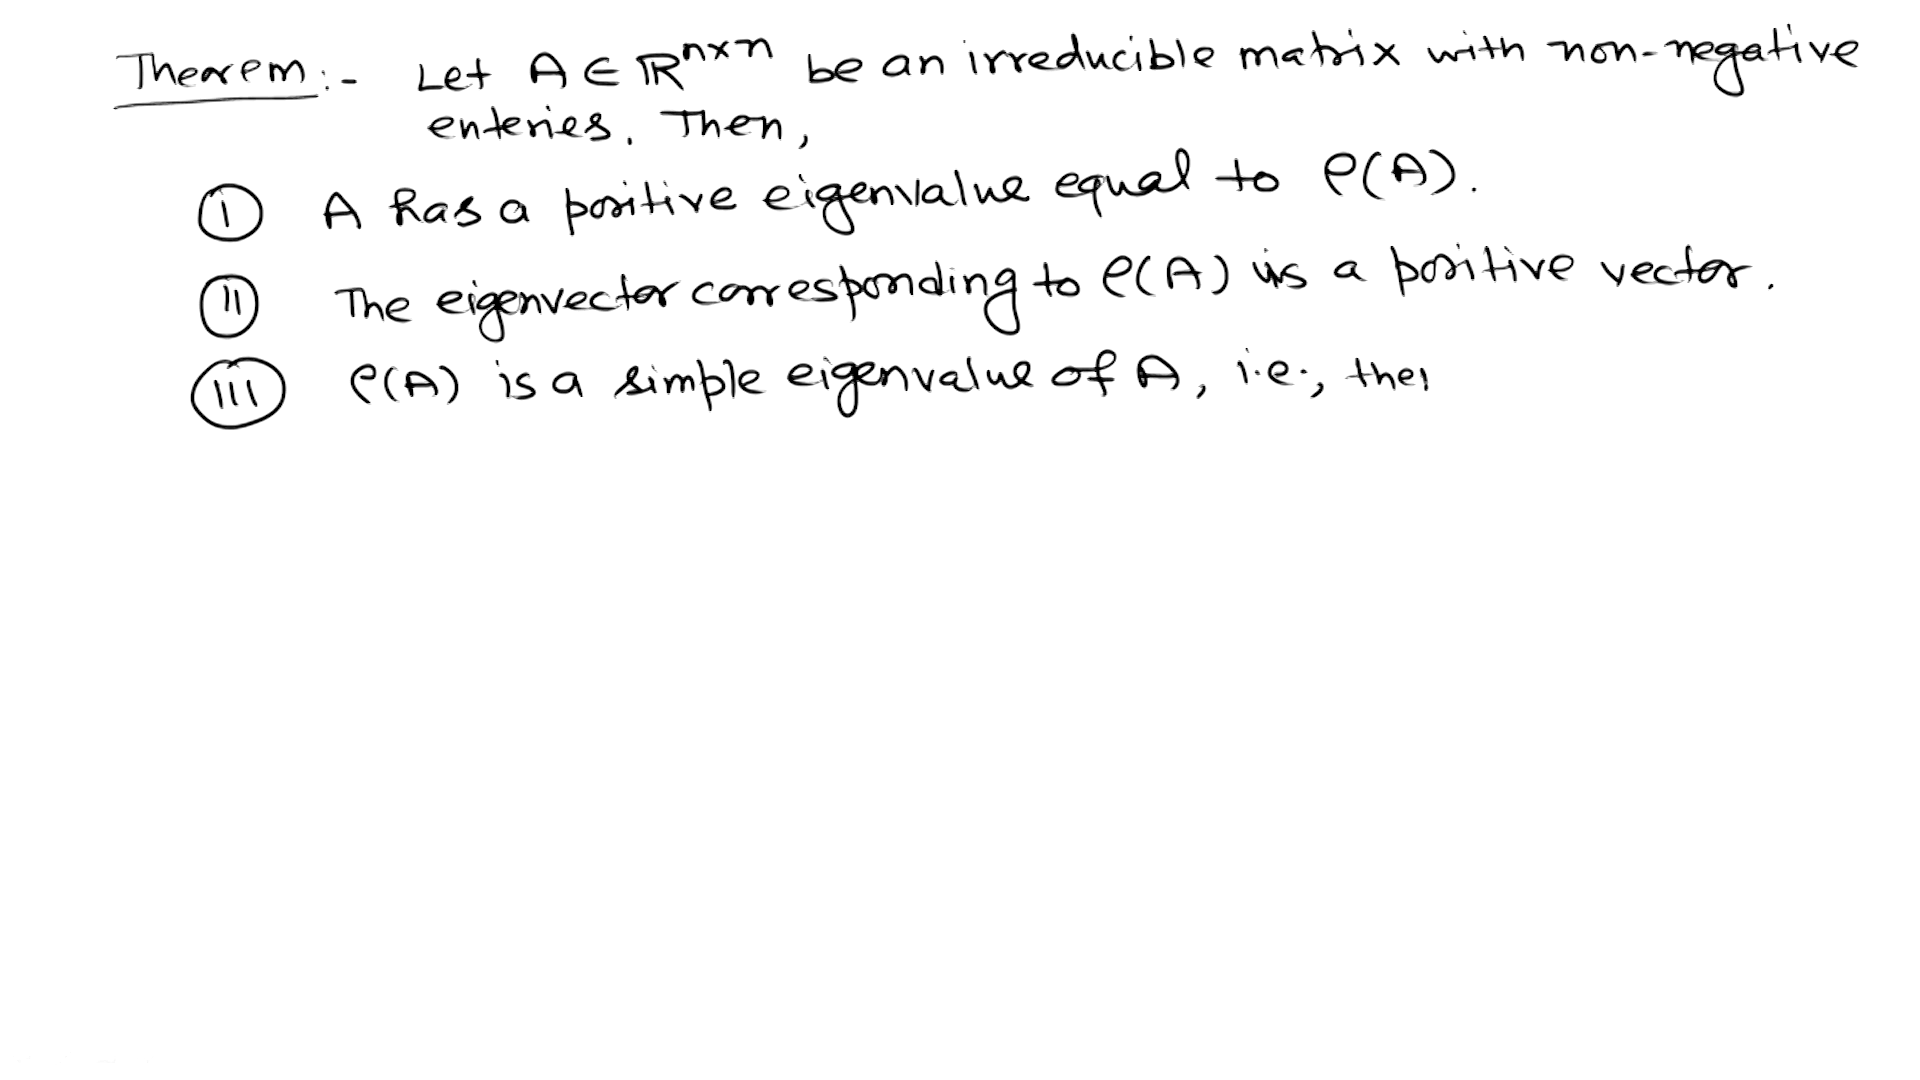 Theorem:- Let A ∈ ℝ^{n×n} be an irreducible matrix with non-negative
enteries. Then,
(I) A has a positive eigenvalue equal to ρ(A).
(II) The eigenvector corresponding to ρ(A) is a positive vector.
(III) ρ(A) is a simple eigenvalue of A, i.e., the